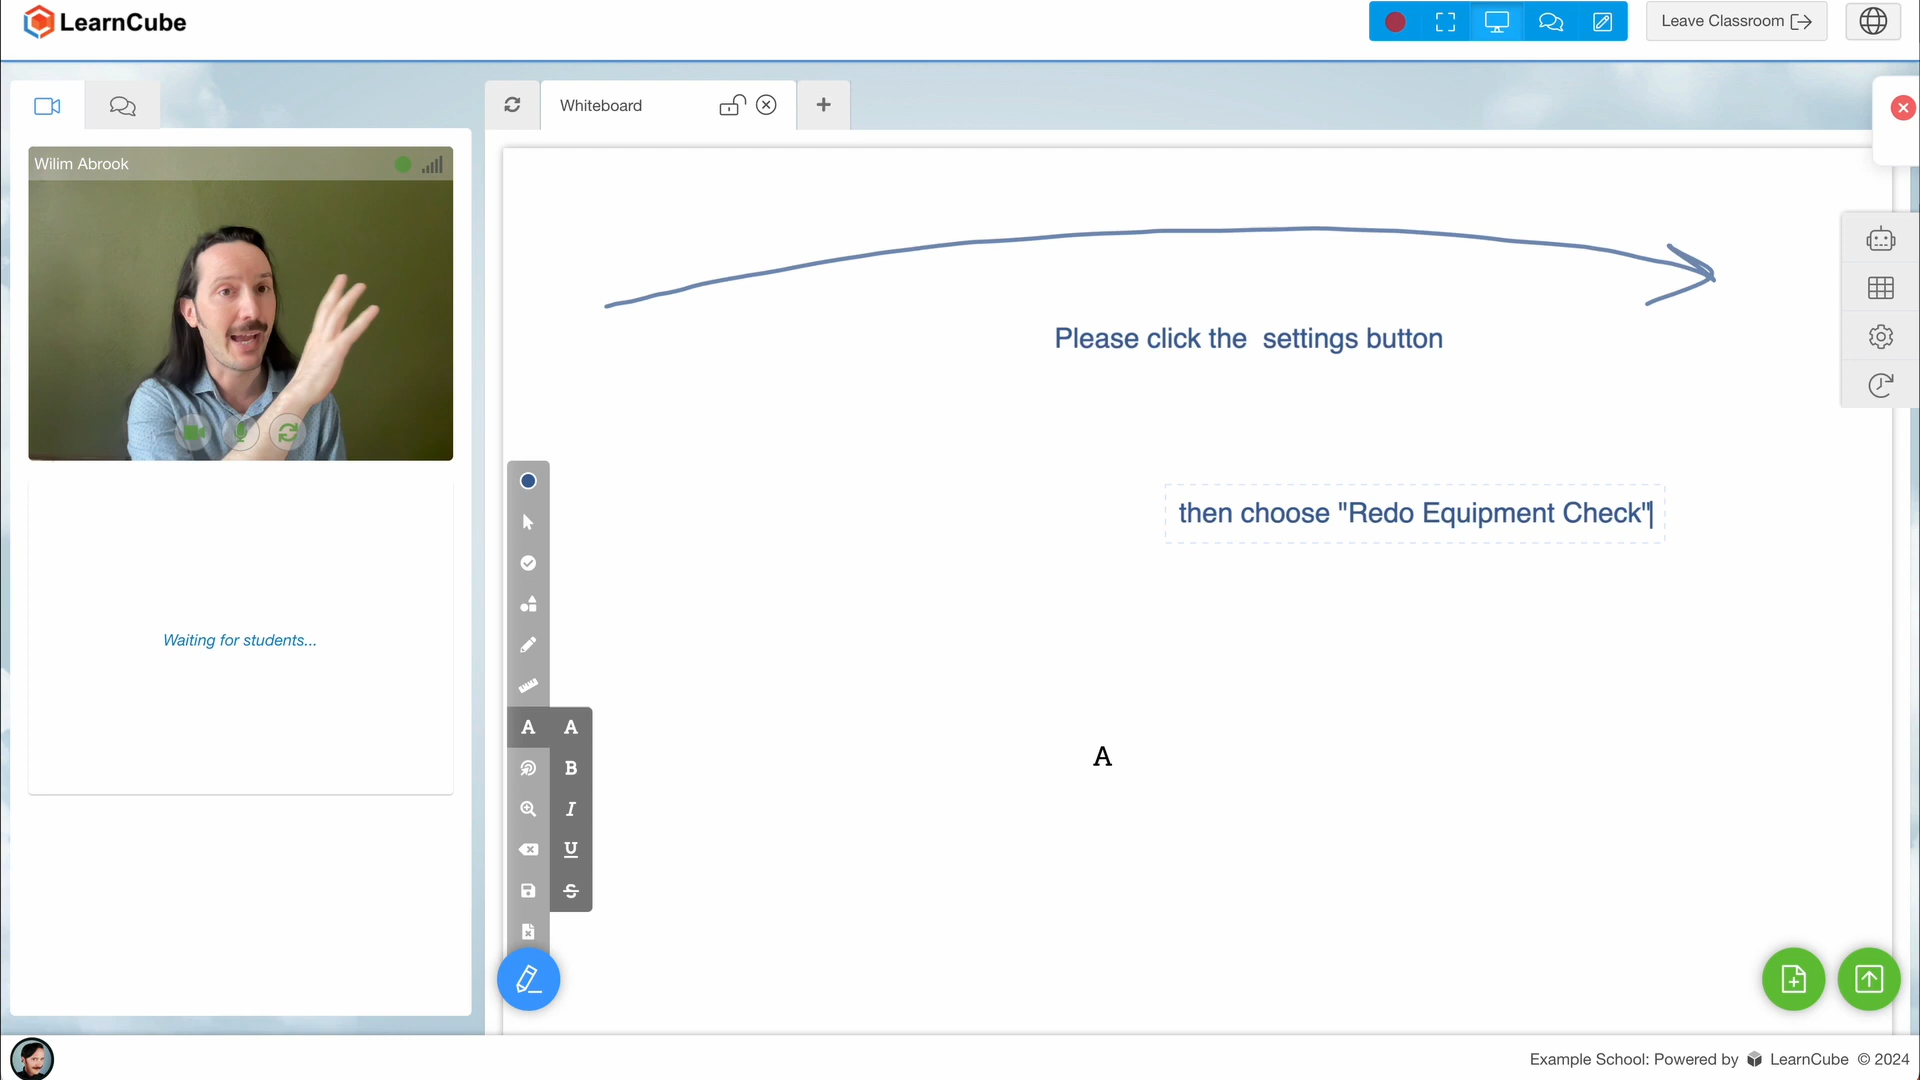 LearnCube
Leave Classroom
Whiteboard
Wilim Abrook
Please click the  settings button
then choose "Redo Equipment Check"
Waiting for students...
A
A
B
I
U
S
A
Example School: Powered by LearnCube © 2024